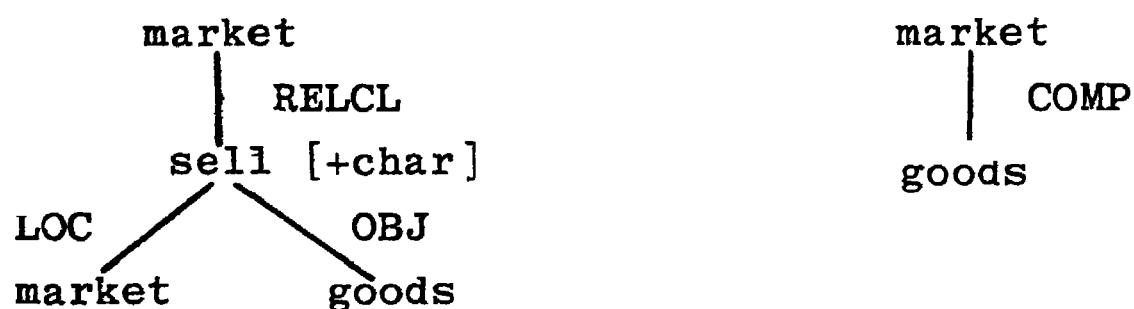 market market
RELCL COMP
sell [+char] goods
LOC OBJ
market goods